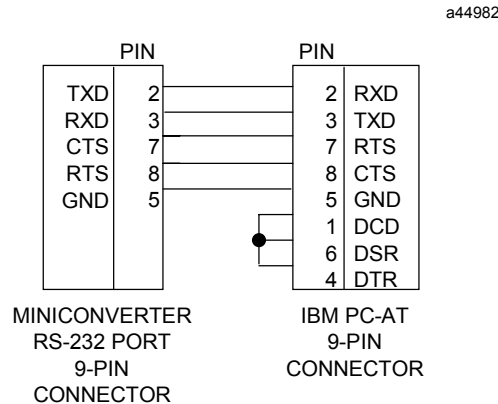 a44982
PIN PIN
TXD 2 2 RXD
RXD 3 3 TXD
CTS 7 7 RTS
RTS 8 8 CTS
GND 5 5 GND
1 DCD
6 DSR
4 DTR
MINICONVERTER
RS-232 PORT
9-PIN
CONNECTOR
IBM PC-AT
9-PIN
CONNECTOR